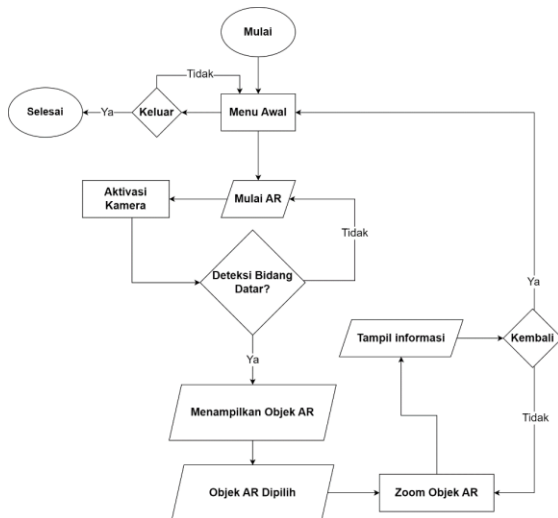 Mulai
Tidak
Selesai
Ya
Keluar
Menu Awal
Aktivasi
Kamera
Mulai AR
Tidak
Deteksi Bidang
Datar?
Ya
Ya
Tampil informasi
Kembali
Menampilkan Objek AR
Tidak
Objek AR Dipilih
Zoom Objek AR